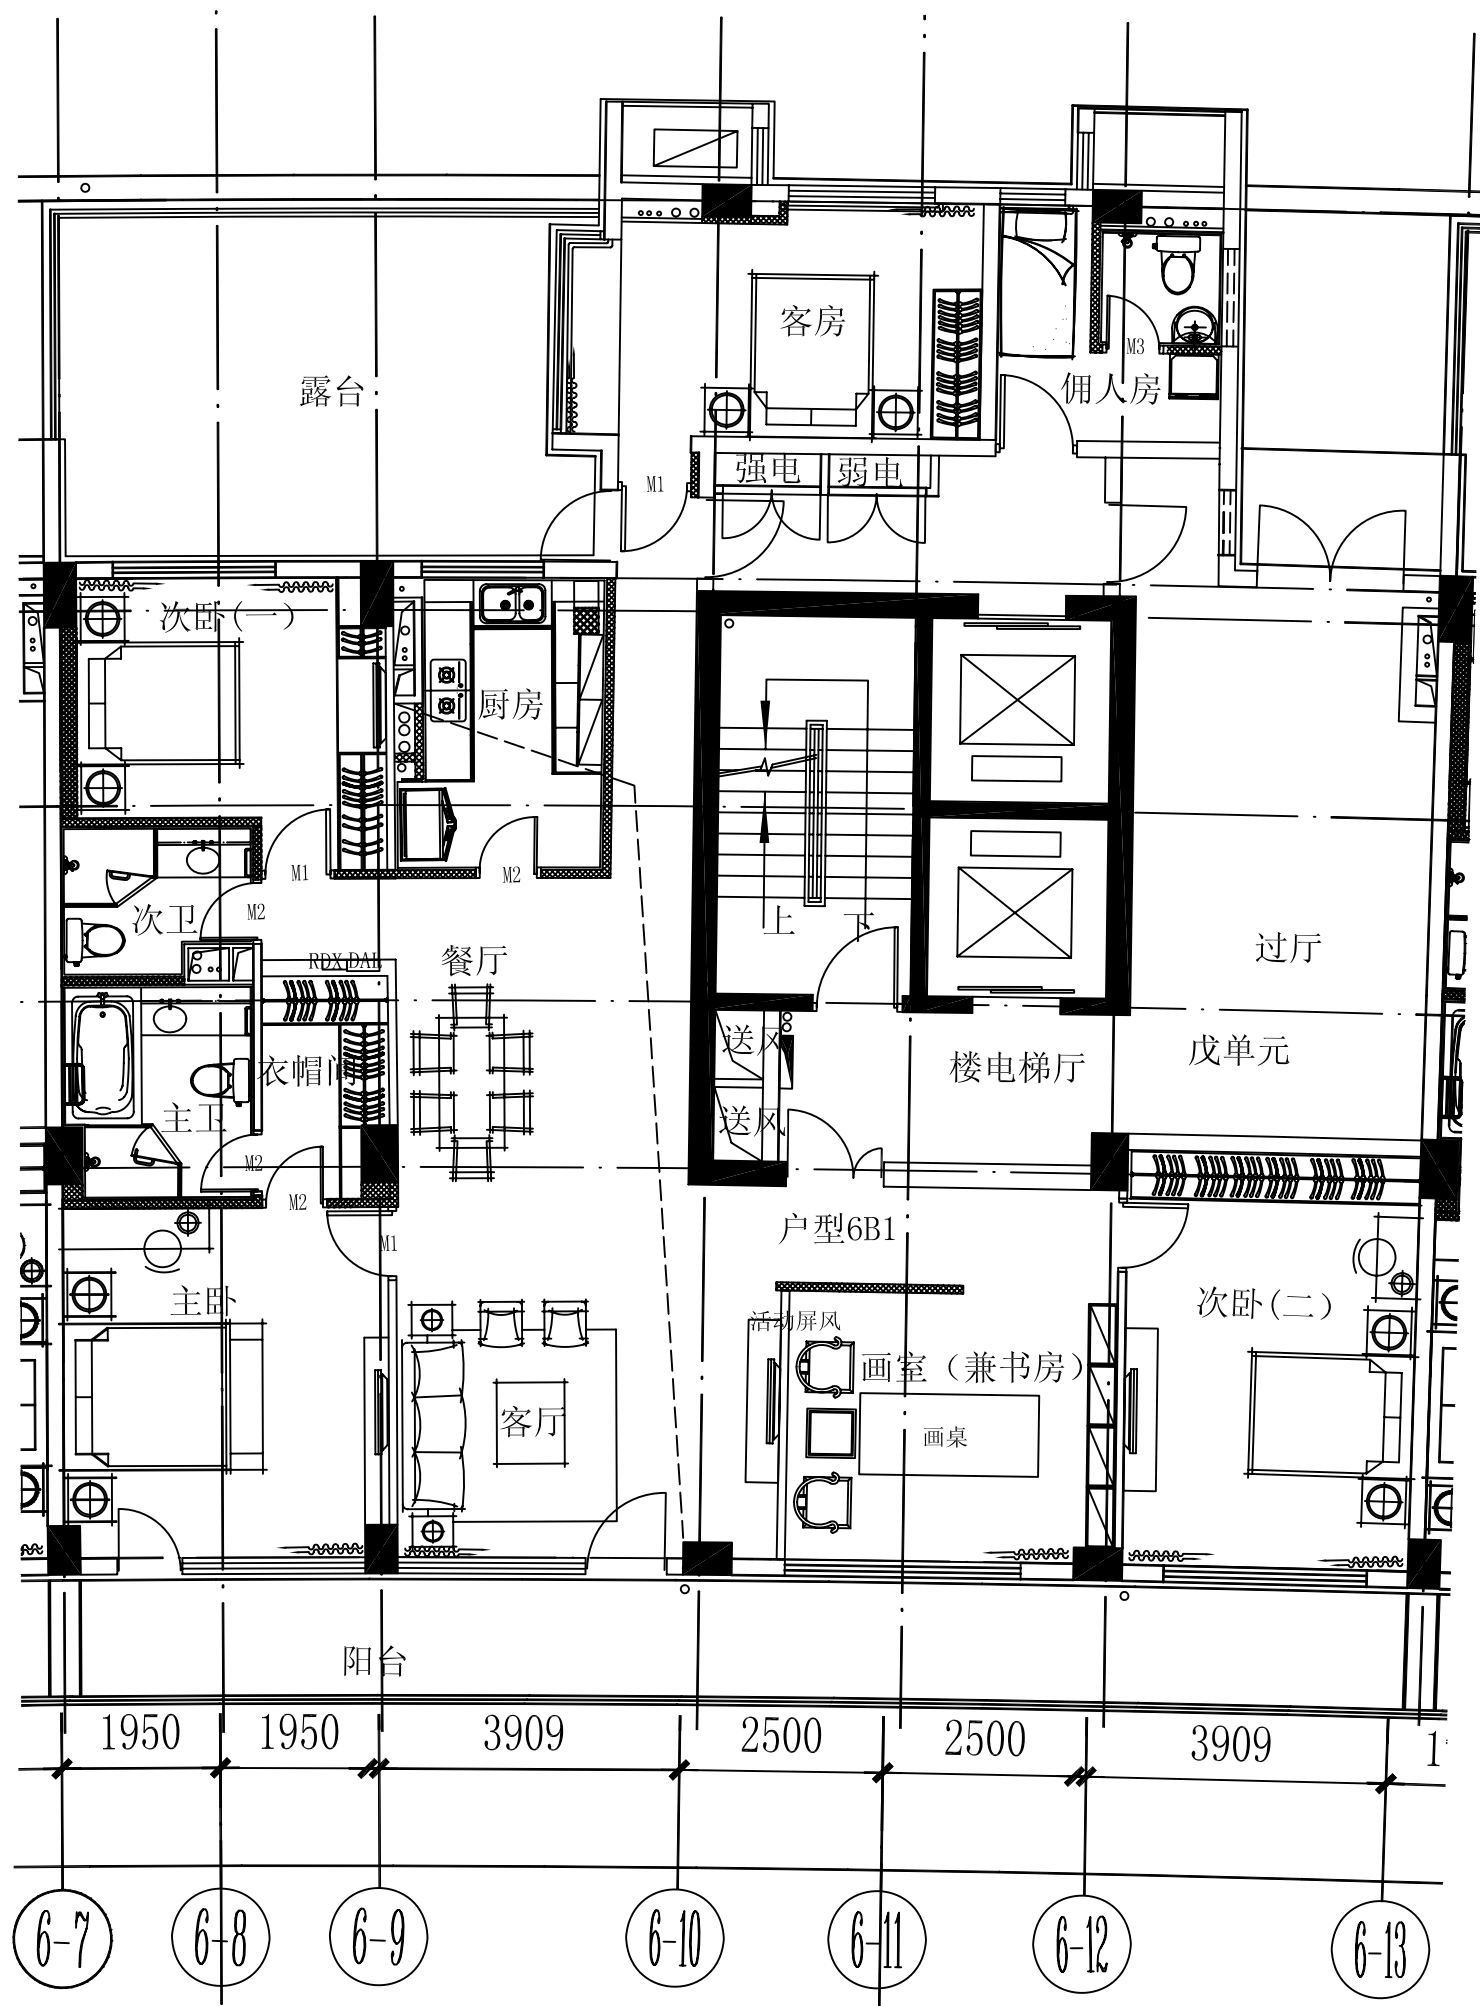 客房
M3
露台
佣人房
强电
弱电
M1
次卧(一)
厨房
M1
M2
M2
次卫
上
下
餐厅
过厅
RDX DAL
送风
戊单元
衣帽间
楼电梯厅
主卫
送风
M2
M2
户型6B1
M1
主卧
次卧(二)
活动屏风
画室(兼书房)
客厅
画桌
阳台
1950
1950
3909
2500
2500
3909
6-7
6-8
6-9
6-10
6-11
6-12
6-13